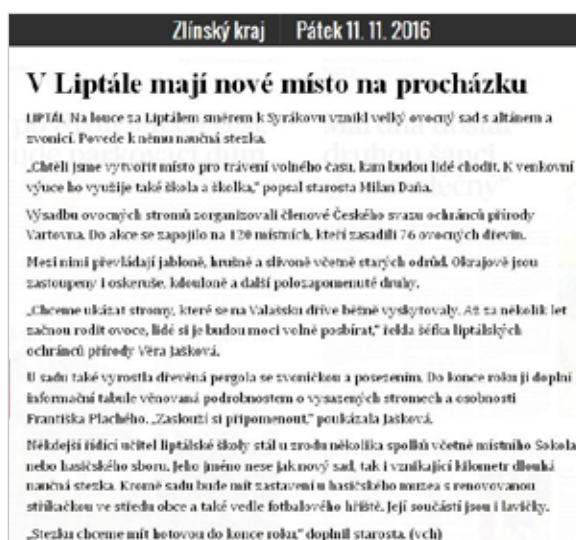 Zlínský kraj Pátek 11. 11. 2016
V Liptále mají nové místo na procházku
LIPTÁL Na louce za Liptálem směrem k Syrákovu vznikl velký ovocný sad s altánem a
zvonicí. Povede k němu naučná stezka.
„Chtěli jsme vytvořit místo pro trávení volného času, kam budou lidé chodit. K venkovní
výuce ho využije také škola a školka,“ popsal starosta Milan Daňa.
Výsadbu ovocných stromů zorganizovali členové Českého svazu ochránců přírody
Vartovna. Do akce se zapojilo na 120 místních, kteří zasadili 76 ovocných dřevin.
Mezi nimi převládají jabloně, hrušně a slivoně včetně starých odrůd. Okrajově jsou
zastoupeny i oskeruše, kdouloně a další polozapomenuté druhy.
„Chceme ukázat stromy, které se na Valašsku dříve běžně vyskytovaly. Až za několik let
začnou rodit ovoce, lidé si je budou moci volně posbírat,“ řekla šéfka liptálských
ochránců přírody Věra Jašková.
U sadu také vyrostla dřevěná pergola se zvoničkou a posezením. Do konce roku ji doplní
informační tabule věnovaná podrobnostem o vysazených stromech a osobnosti
Františka Plachého. „Zaslouží si připomenout,“ poukázala Jašková.
Někdejší řídící učitel liptálské školy stál u zrodu několika spolků včetně místního Sokola
nebo hasičského sboru. Jeho jméno nese jak nový sad, tak i vznikající kilometr dlouhá
naučná stezka. Kromě sadu bude mít zastavení u hasičského muzea s renovovanou
stříkačkou ve středu obce a také vedle fotbalového hřiště. Její součástí jsou i lavičky.
„Stezku chceme mít hotovou do konce roku,“ doplnil starosta. (vch)